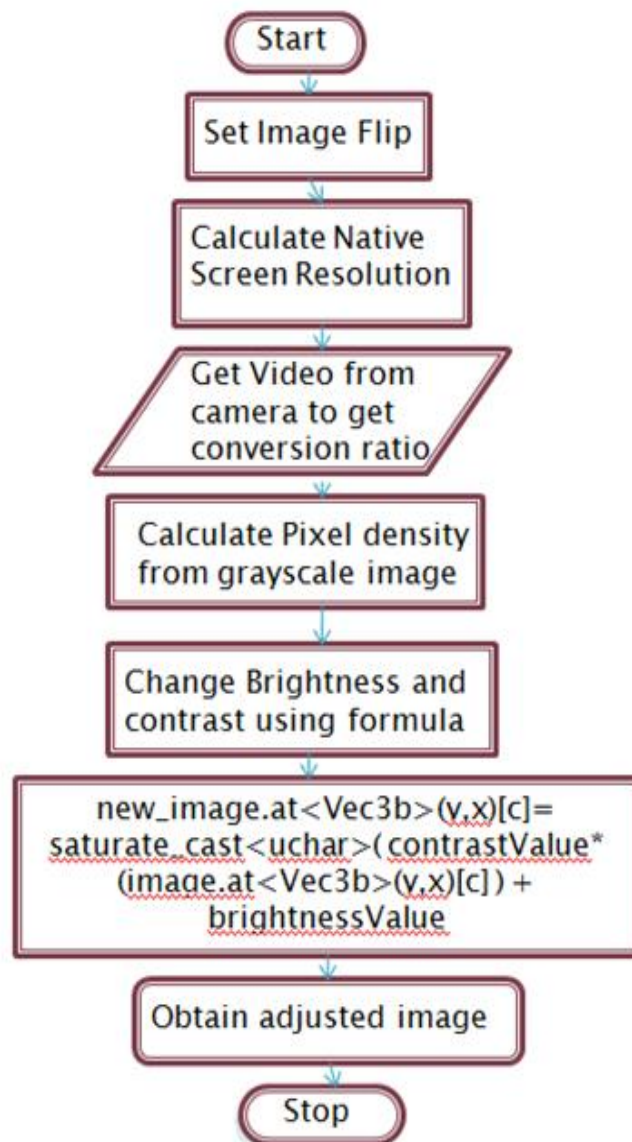 Start
Set Image Flip
Calculate Native
Screen Resolution
Get Video from
camera to get
conversion ratio
Calculate Pixel density
from grayscale image
Change Brightness and
contrast using formula
new_image.at<Vec3b>(y,x)[c]=
saturate_cast<uchar>(contrastValue*
(image.at<Vec3b>(y,x)[c]) +
brightnessValue
Obtain adjusted image
Stop